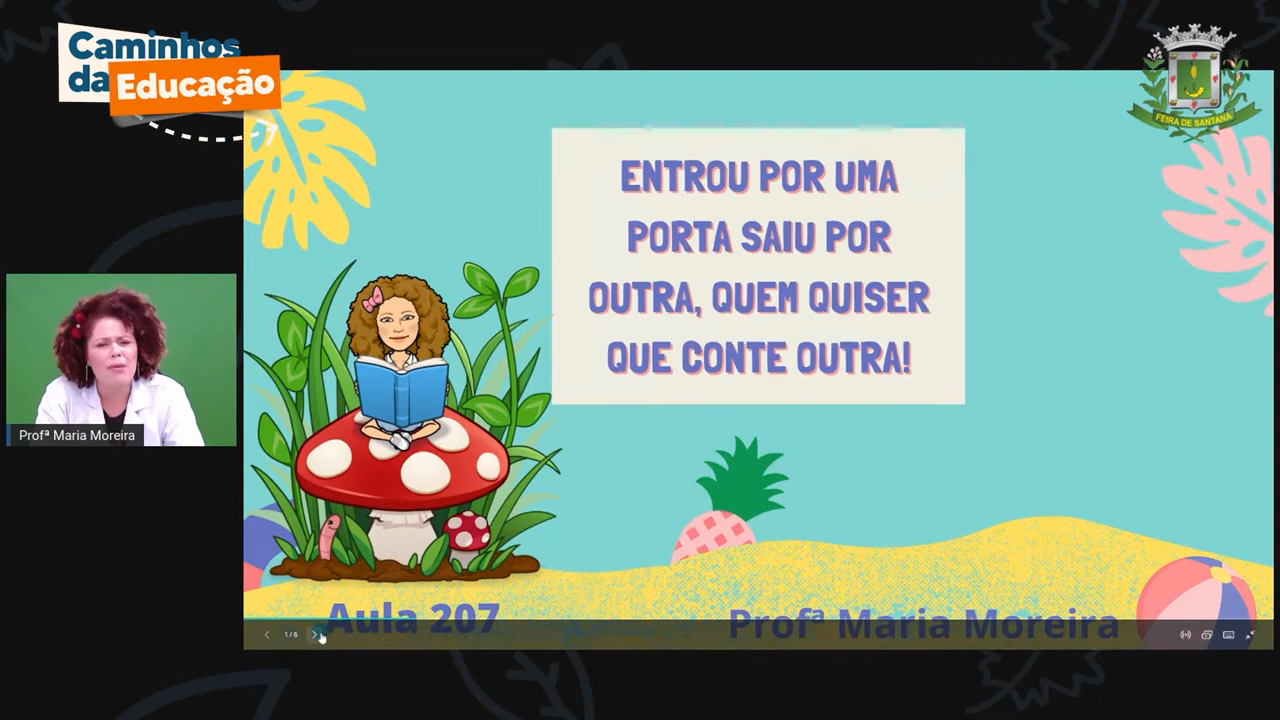 Caminhos
da Educação
FEIRA DE SANTANA
ENTROU POR UMA
PORTA SAIU POR
OUTRA, QUEM QUISER
QUE CONTE OUTRA!
Profª Maria Moreira
Aula 207
Profª Maria Moreira
1/6